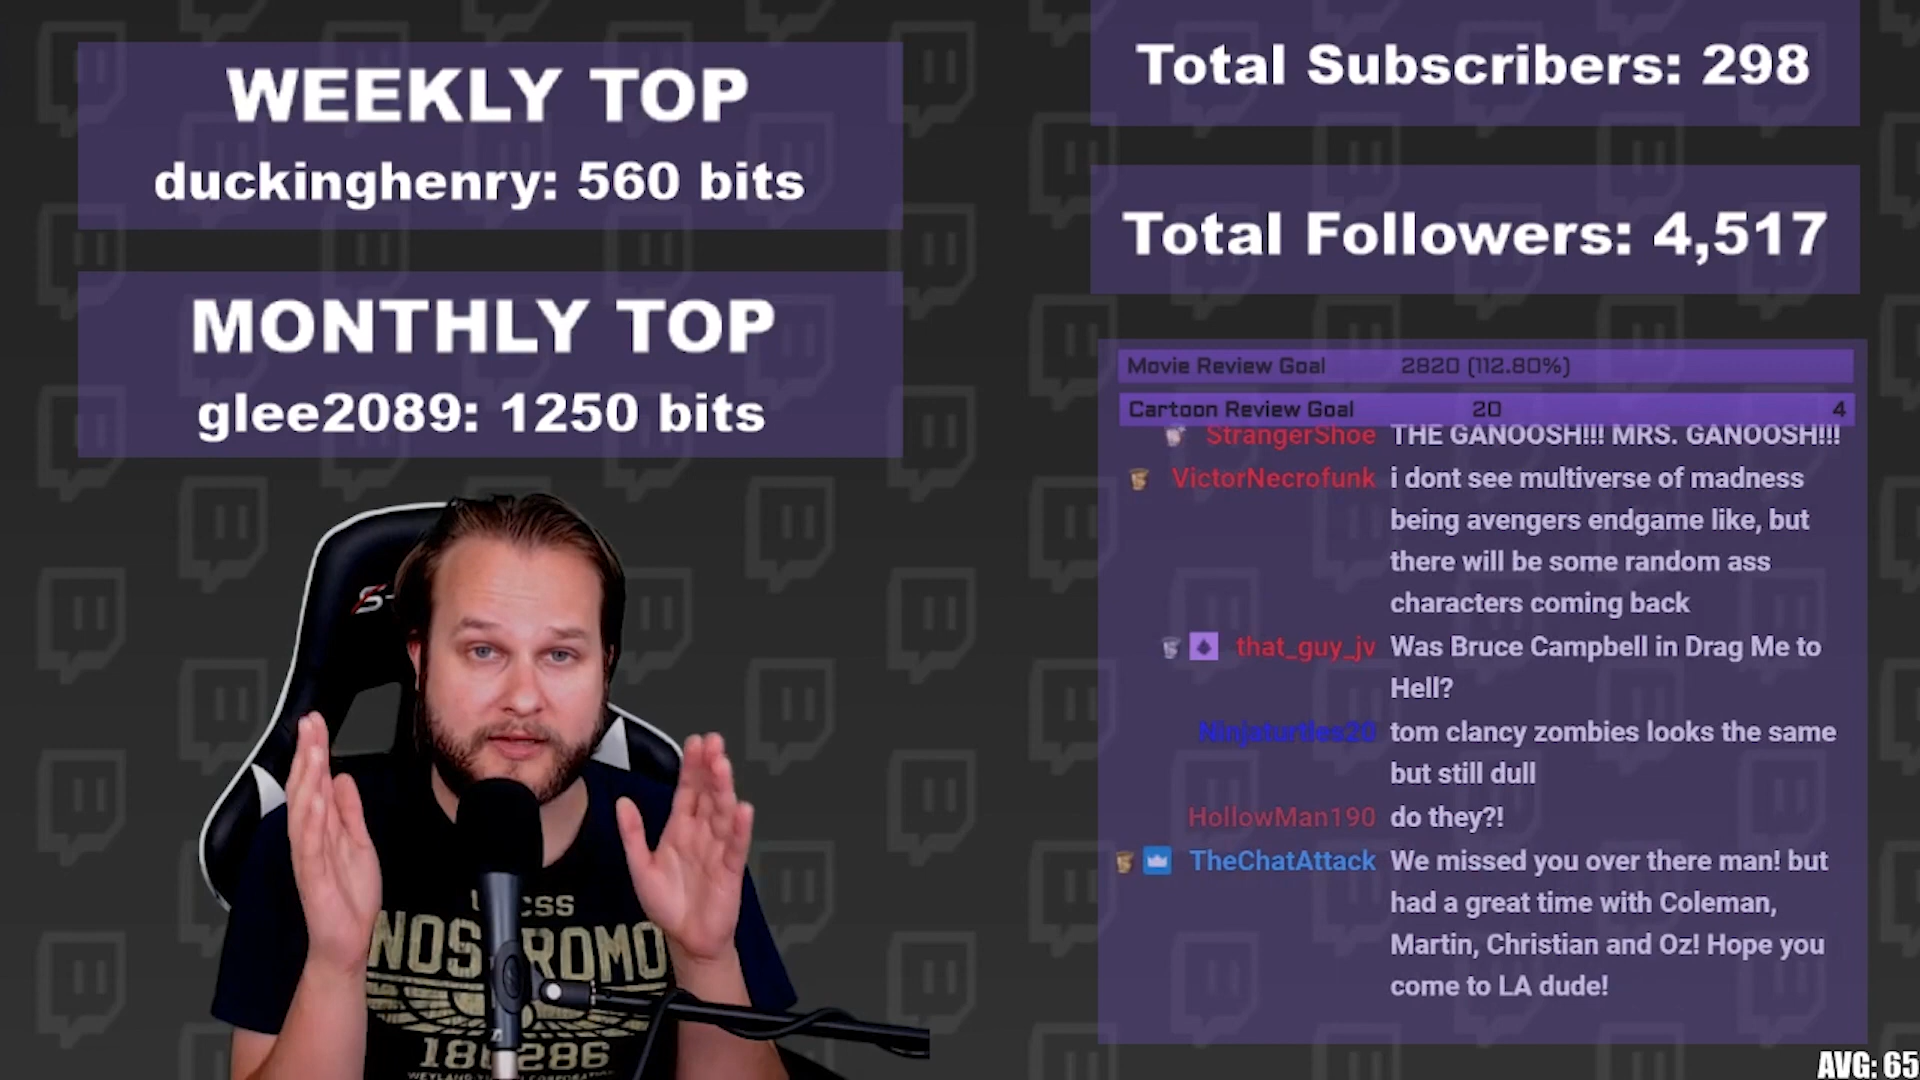 WEEKLY TOP
duckinghenry: 560 bits
MONTHLY TOP
glee2089: 1250 bits
Total Subscribers: 298
Total Followers: 4,517
Movie Review Goal 2820 (112.80%)
Cartoon Review Goal 20 4
StrangerShoe THE GANOOSH!!! MRS. GANOOSH!!!
VictorNecrofunk i dont see multiverse of madness
being avengers endgame like, but
there will be some random ass
characters coming back
that_guy_jv Was Bruce Campbell in Drag Me to
Hell?
Ninjaturtles20 tom clancy zombies looks the same
but still dull
HollowMan190 do they?!
TheChatAttack We missed you over there man! but
had a great time with Coleman,
Martin, Christian and Oz! Hope you
come to LA dude!
AVG: 65